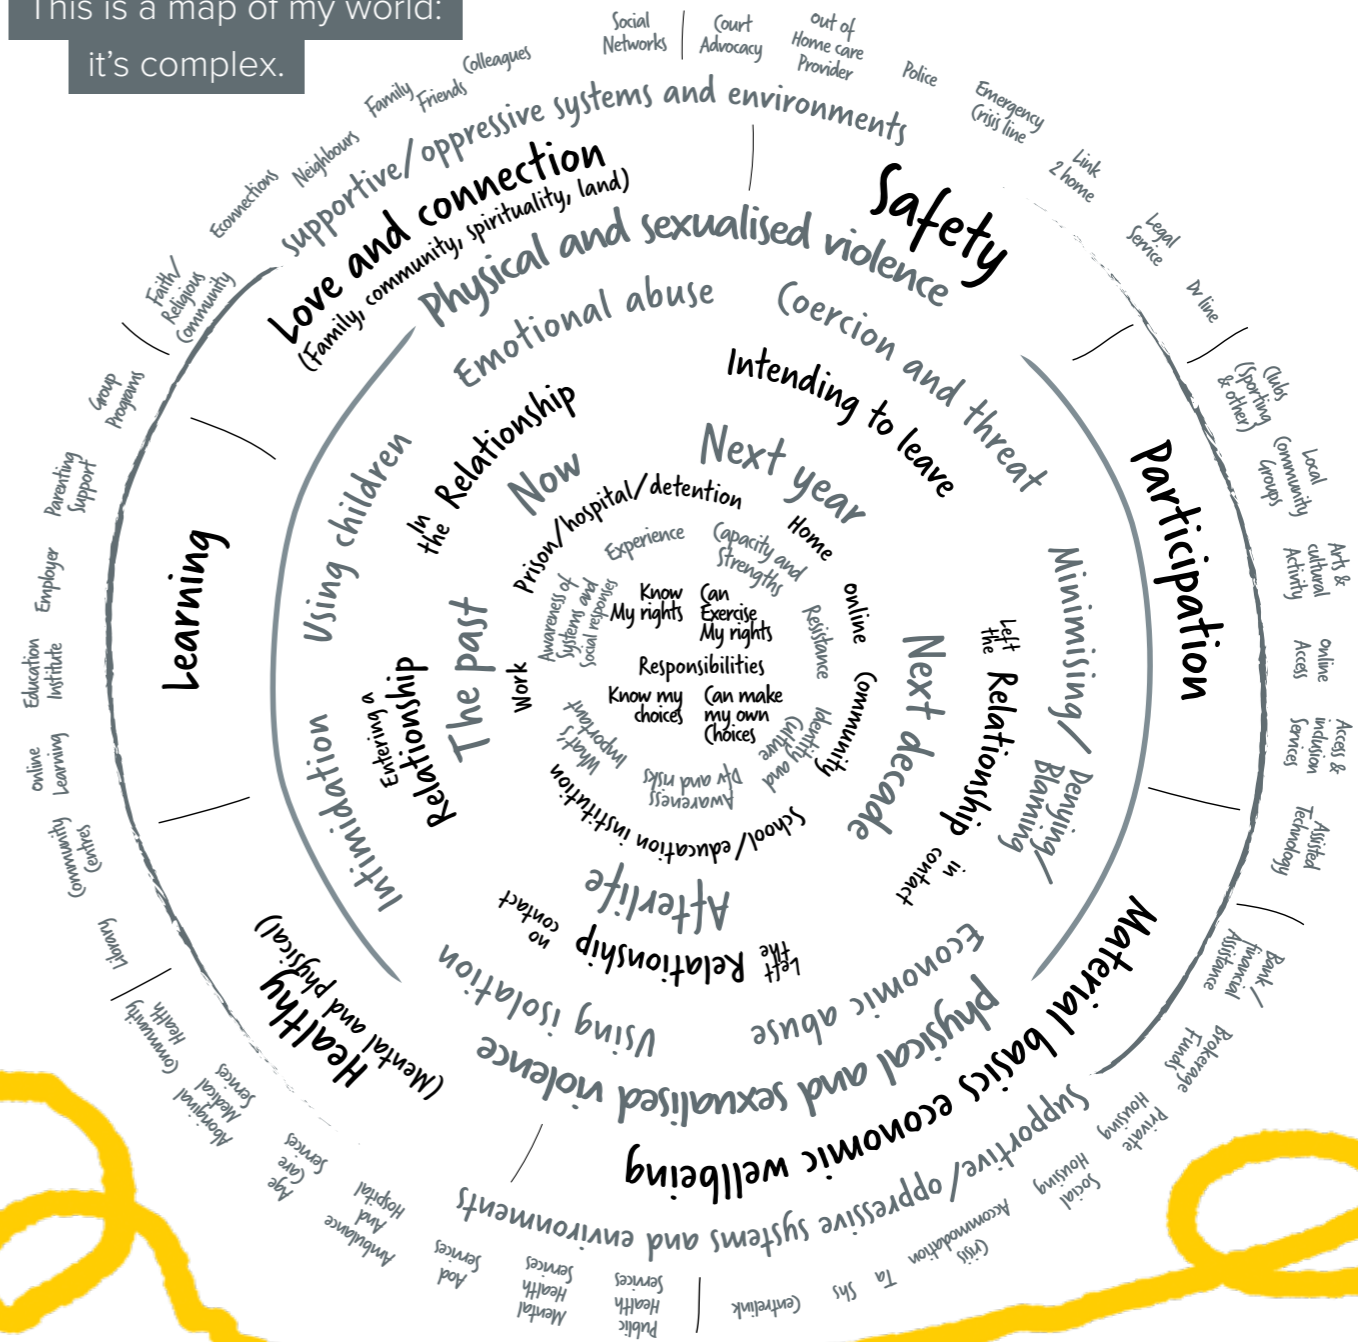 This is a map of my world:
it's complex.
Social
Networks
Court
Advocacy
Out of
Home care
Provider
Police
Emergency
Crisis line
Link
2 home
Legal
Service
Dv line
Clubs
(Sporting
& other)
Local
Community
Groups
Arts &
cultural
Activity
Online
Access
Access &
inclusion
Services
Assisted
Technology
Bank/
financial
Assistance
Brokerage
Funds
Private
Housing
Social
Housing
Crisis
Accommodation
Ta
Shs
Centrelink
Public
Health
Services
Mental
Health
Services
Aod
Services
Ambulance
And
Hospital
Age
Care
Services
Aboriginal
Medical
Services
Community
Health
Library
Community
Centres
Online
Learning
Education
Institute
Employer
Parenting
Support
Group
Programs
Faith/
Religious
Community
Econnections
Neighbours
Family
Friends
Colleagues
supportive/oppressive systems and environments
Supportive/oppressive systems and environments
Love and connection
(Family, community, spirituality, land)
Safety
Participation
Material basics economic wellbeing
Healthy
(Mental and physical)
Learning
Physical and sexualised violence
physical and sexualised violence
Emotional abuse
Coercion and threat
Minimising/
Denying/
Blaming
Economic abuse
Using isolation
Intimidation
Using children
In
the Relationship
Intending to leave
Left
the Relationship
in
contact
Left
the Relationship
no
contact
Entering a
Relationship
Now
Next year
Next decade
Afterlife
The past
Prison/hospital/detention
Home
Online
Community
School/education institution
Work
Experience
Capacity and
Strengths
Resistance
Identity and
Culture
Awareness
Dfv and risks
What's
Important
Awareness of
Systems and
Social responses
Know
My rights
Can
Exercise
My rights
Responsibilities
Know my
choices
Can make
my own
Choices